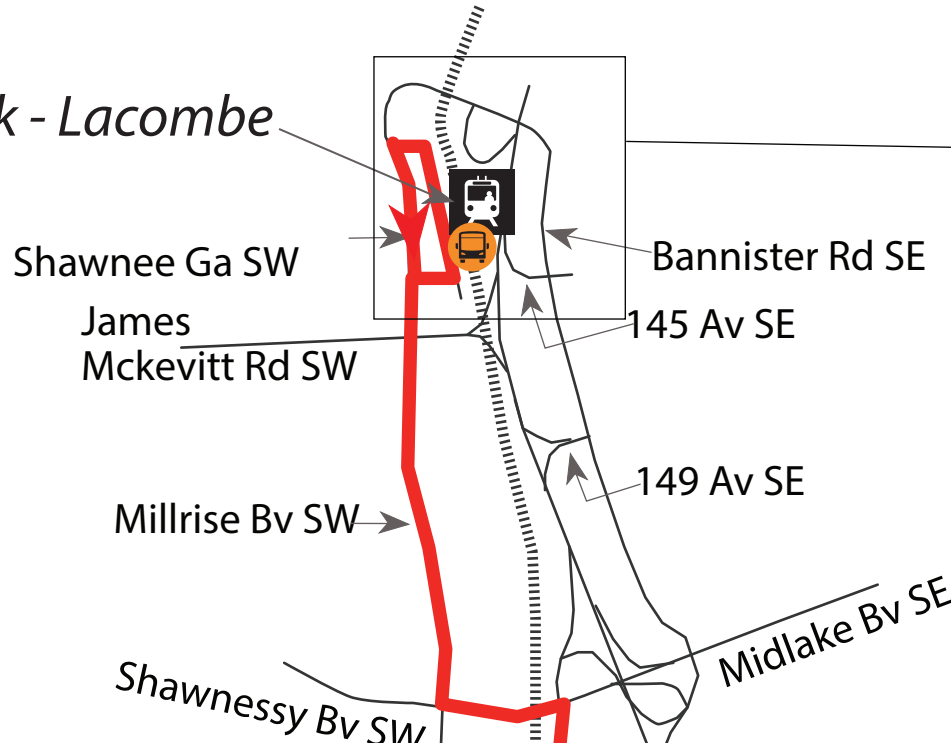 k - Lacombe
Shawnee Ga SW
Bannister Rd SE
James
Mckevitt Rd SW
145 Av SE
149 Av SE
Millrise Bv SW
Midlake Bv SE
Shawnessy Bv SW